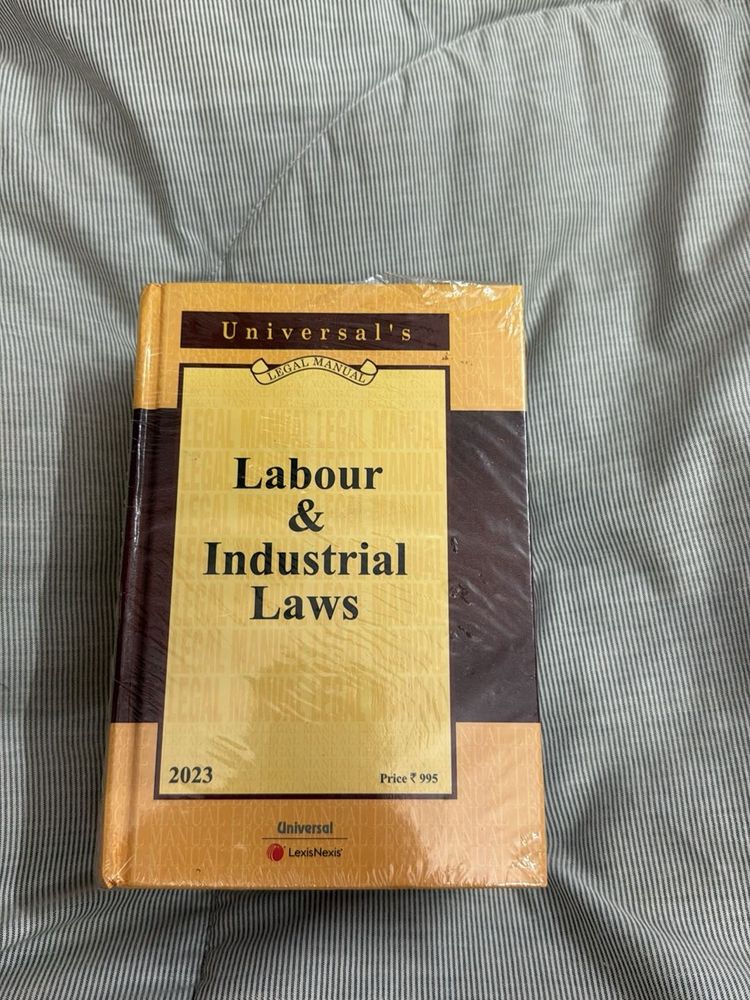 Universal's
LEGAL MANUAL
Labour
&
Industrial
Laws
2023
Price ₹ 995
Universal
LexisNexis®